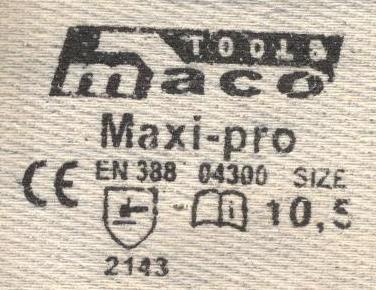 TOOLS
maco
Maxi-pro
CE EN 388 04300 SIZE
i 10,5
2143